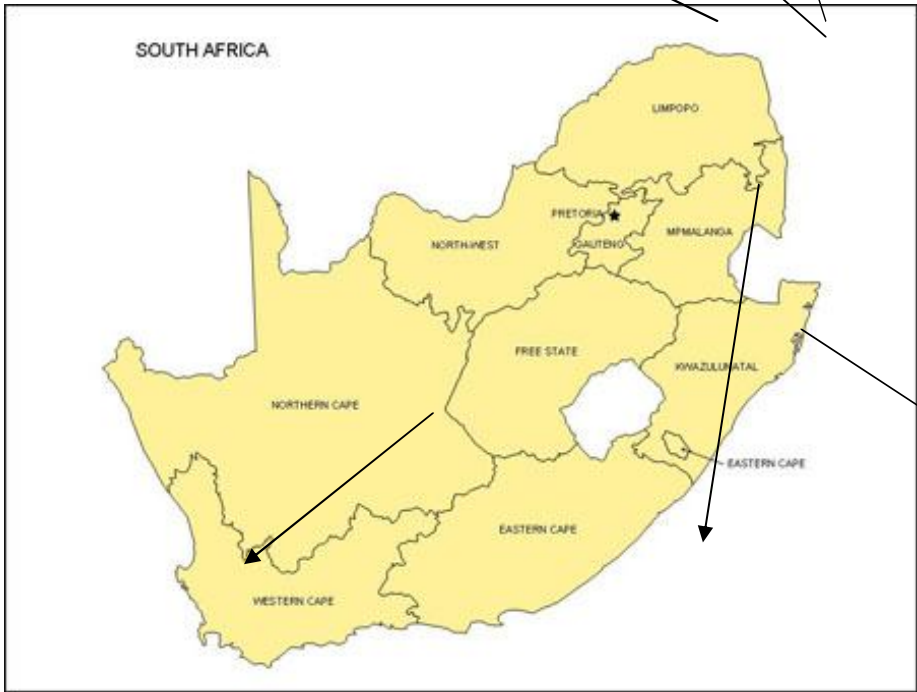 SOUTH AFRICA
LIMPOPO
PRETORIA
MPMALANGA
NORTH-WEST
GAUTENG
FREE STATE
KWAZULUNATAL
NORTHERN CAPE
EASTERN CAPE
EASTERN CAPE
WESTERN CAPE